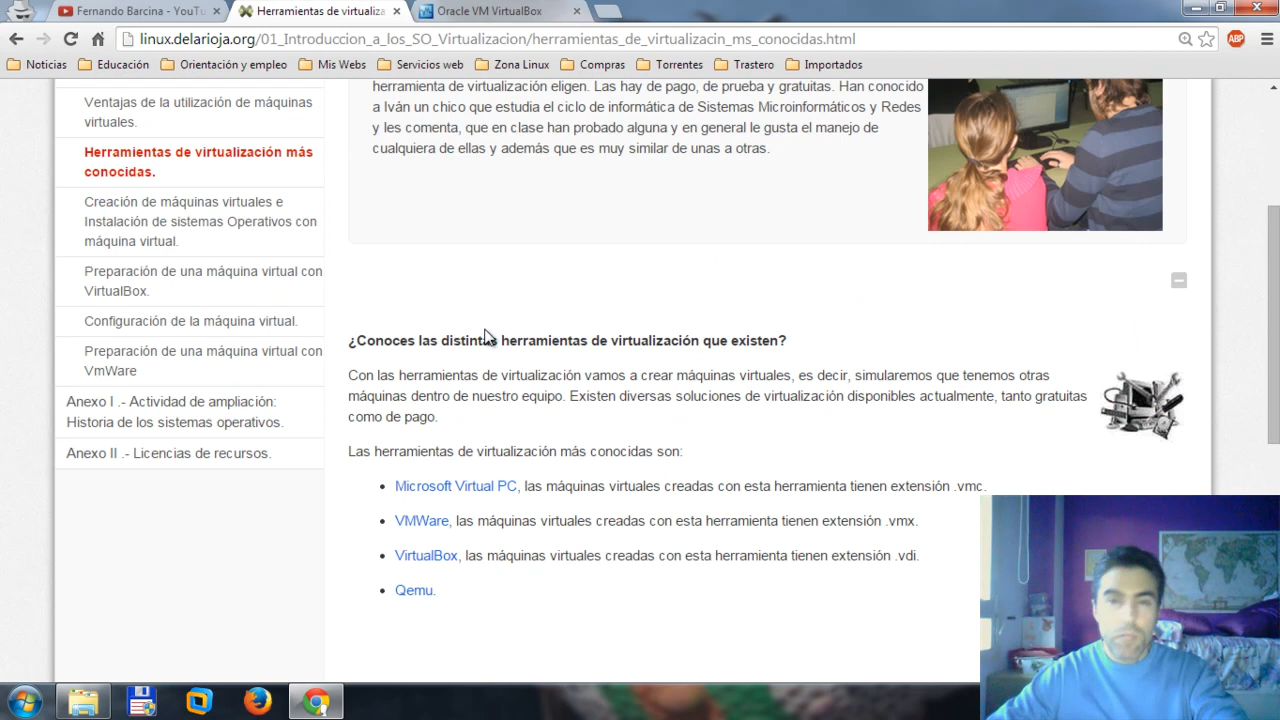 Fernando Barcina - YouTu
Herramientas de virtualiza
Oracle VM VirtualBox
linux.delarioja.org/01_Introduccion_a_los_SO_Virtualizacion/herramientas_de_virtualizacin_ms_conocidas.html
ABP
Noticias
Educación
Orientación y empleo
Mis Webs
Servicios web
Zona Linux
Compras
Torrentes
Trastero
Importados
Ventajas de la utilización de máquinas
virtuales.
Herramientas de virtualización más
conocidas.
Creación de máquinas virtuales e
Instalación de sistemas Operativos con
máquina virtual.
Preparación de una máquina virtual con
VirtualBox.
Configuración de la máquina virtual.
Preparación de una máquina virtual con
VmWare
Anexo I .- Actividad de ampliación:
Historia de los sistemas operativos.
Anexo II .- Licencias de recursos.
herramienta de virtualización eligen. Las hay de pago, de prueba y gratuitas. Han conocido
a Iván un chico que estudia el ciclo de informática de Sistemas Microinformáticos y Redes
y les comenta, que en clase han probado alguna y en general le gusta el manejo de
cualquiera de ellas y además que es muy similar de unas a otras.
¿Conoces las distintas herramientas de virtualización que existen?
Con las herramientas de virtualización vamos a crear máquinas virtuales, es decir, simularemos que tenemos otras
máquinas dentro de nuestro equipo. Existen diversas soluciones de virtualización disponibles actualmente, tanto gratuitas
como de pago.
Las herramientas de virtualización más conocidas son:
Microsoft Virtual PC, las máquinas virtuales creadas con esta herramienta tienen extensión .vmc.
VMWare, las máquinas virtuales creadas con esta herramienta tienen extensión .vmx.
VirtualBox, las máquinas virtuales creadas con esta herramienta tienen extensión .vdi.
Qemu.